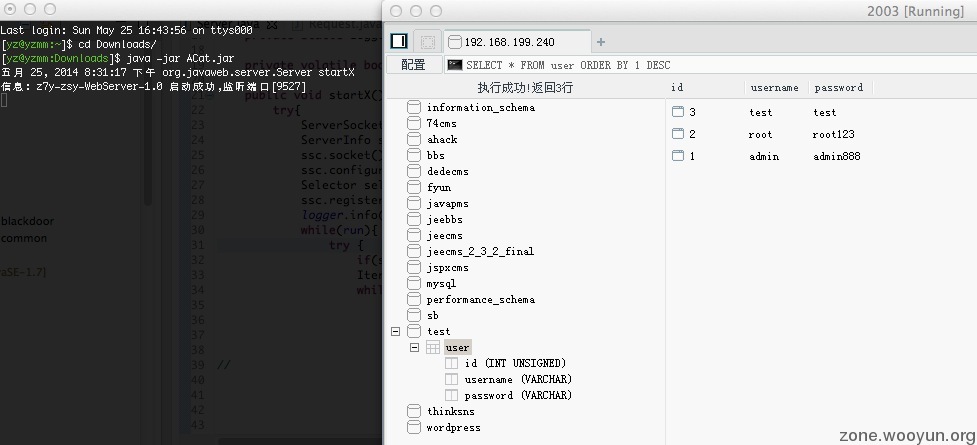 Last login: Sun May 25 16:43:56 on ttys000
[yz@yzmm:~]$ cd Downloads/
[yz@yzmm:Downloads]$ java -jar ACat.jar
五月 25, 2014 8:31:17 下午 org.javaweb.server.Server startX
信息: z7y-zsy-WebServer-1.0 启动成功,监听端口[9527]
blackdoor
common
aSE-1.7]
public void startX()
try{
24 ServerSocket
25 ServerInfo s
26 ssc.socket()
27 ssc.configur
28 Selector sel
29 ssc.register
logger.info(
30 while(run){
31 try {
32 if(s
33 Iter
34 whil
35
36
37
38
39 //
40
41
42
43
2003 [Running]
192.168.199.240
+
配置
SELECT * FROM user ORDER BY 1 DESC
执行成功!返回3行
information_schema
74cms
ahack
bbs
dedecms
fyun
javapms
jeebbs
jeecms
jeecms_2_3_2_final
jspxcms
mysql
performance_schema
sb
test
user
id (INT UNSIGNED)
username (VARCHAR)
password (VARCHAR)
thinksns
wordpress
id username password
3 test test
2 root root123
1 admin admin888
zone.wooyun.org